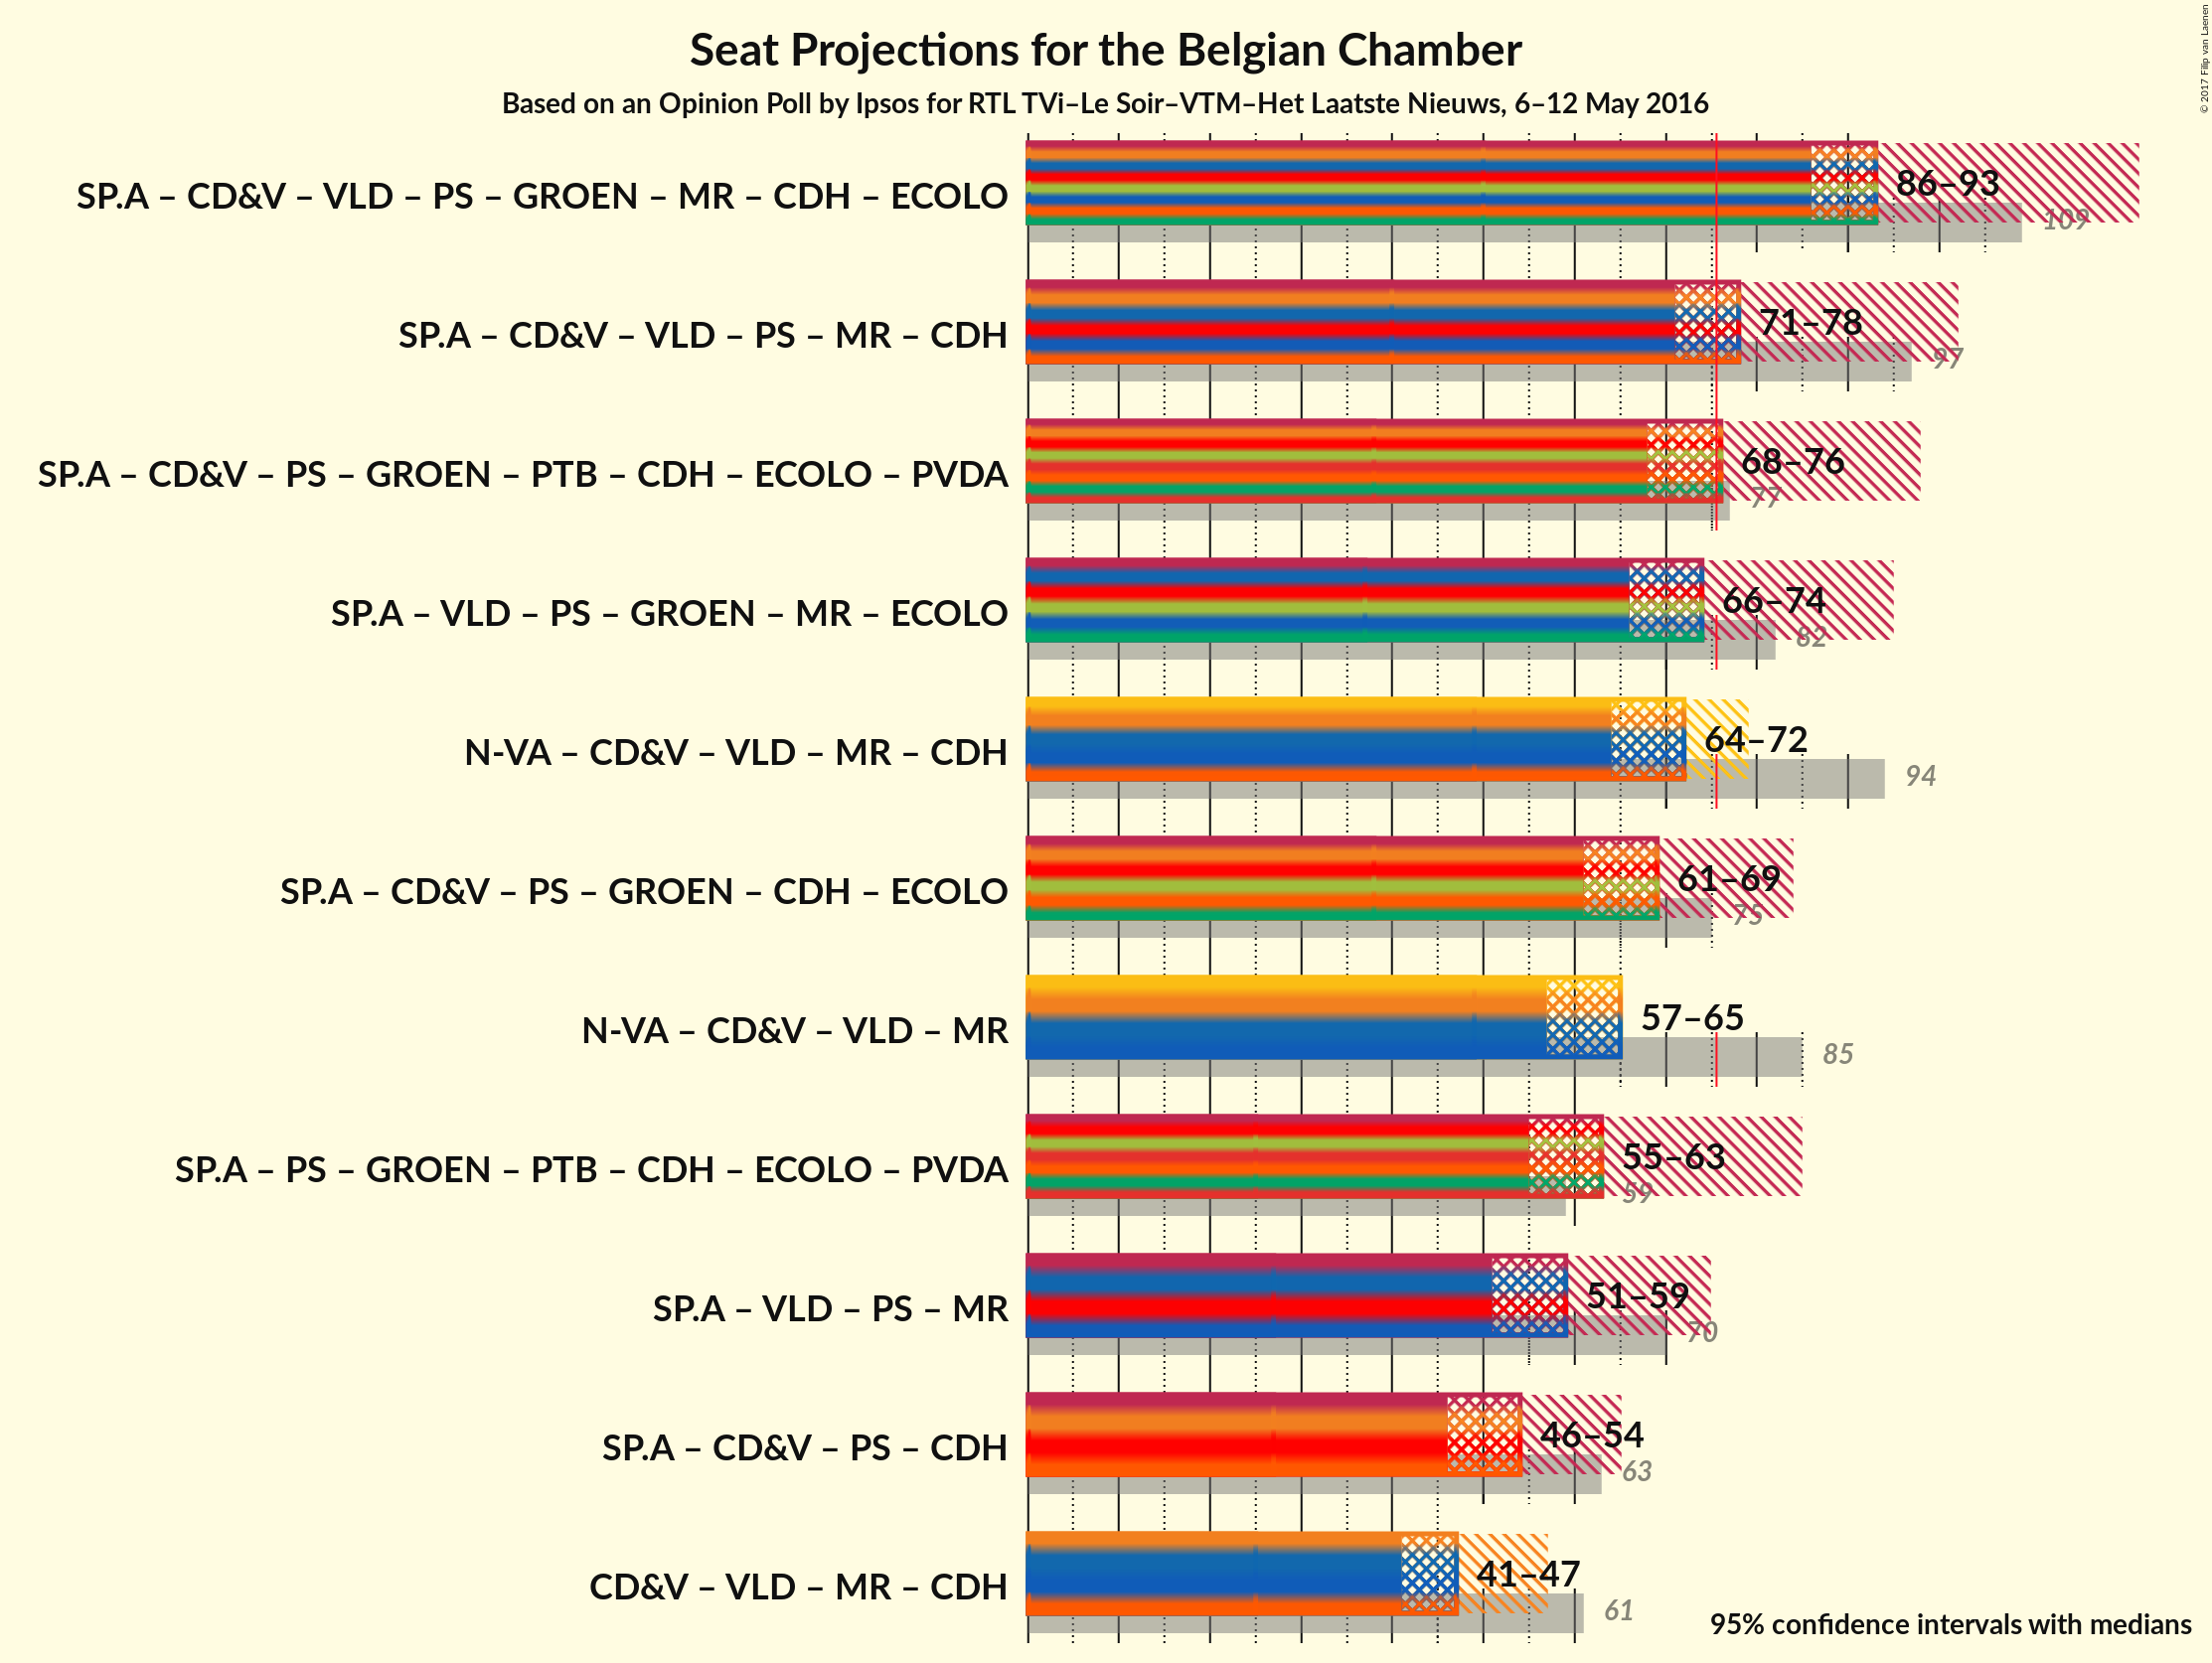 Seat Projections for the Belgian Chamber
Based on an Opinion Poll by Ipsos for RTL TVi–Le Soir–VTM–Het Laatste Nieuws, 6–12 May 2016
© 2017 Filip van Laenen
SP.A – CD&V – VLD – PS – GROEN – MR – CDH – ECOLO
86–93
109
SP.A – CD&V – VLD – PS – MR – CDH
71–78
97
SP.A – CD&V – PS – GROEN – PTB – CDH – ECOLO – PVDA
68–76
77
SP.A – VLD – PS – GROEN – MR – ECOLO
66–74
82
N-VA – CD&V – VLD – MR – CDH
64–72
94
SP.A – CD&V – PS – GROEN – CDH – ECOLO
61–69
75
N-VA – CD&V – VLD – MR
57–65
85
SP.A – PS – GROEN – PTB – CDH – ECOLO – PVDA
55–63
59
SP.A – VLD – PS – MR
51–59
70
SP.A – CD&V – PS – CDH
46–54
63
CD&V – VLD – MR – CDH
41–47
61
95% confidence intervals with medians